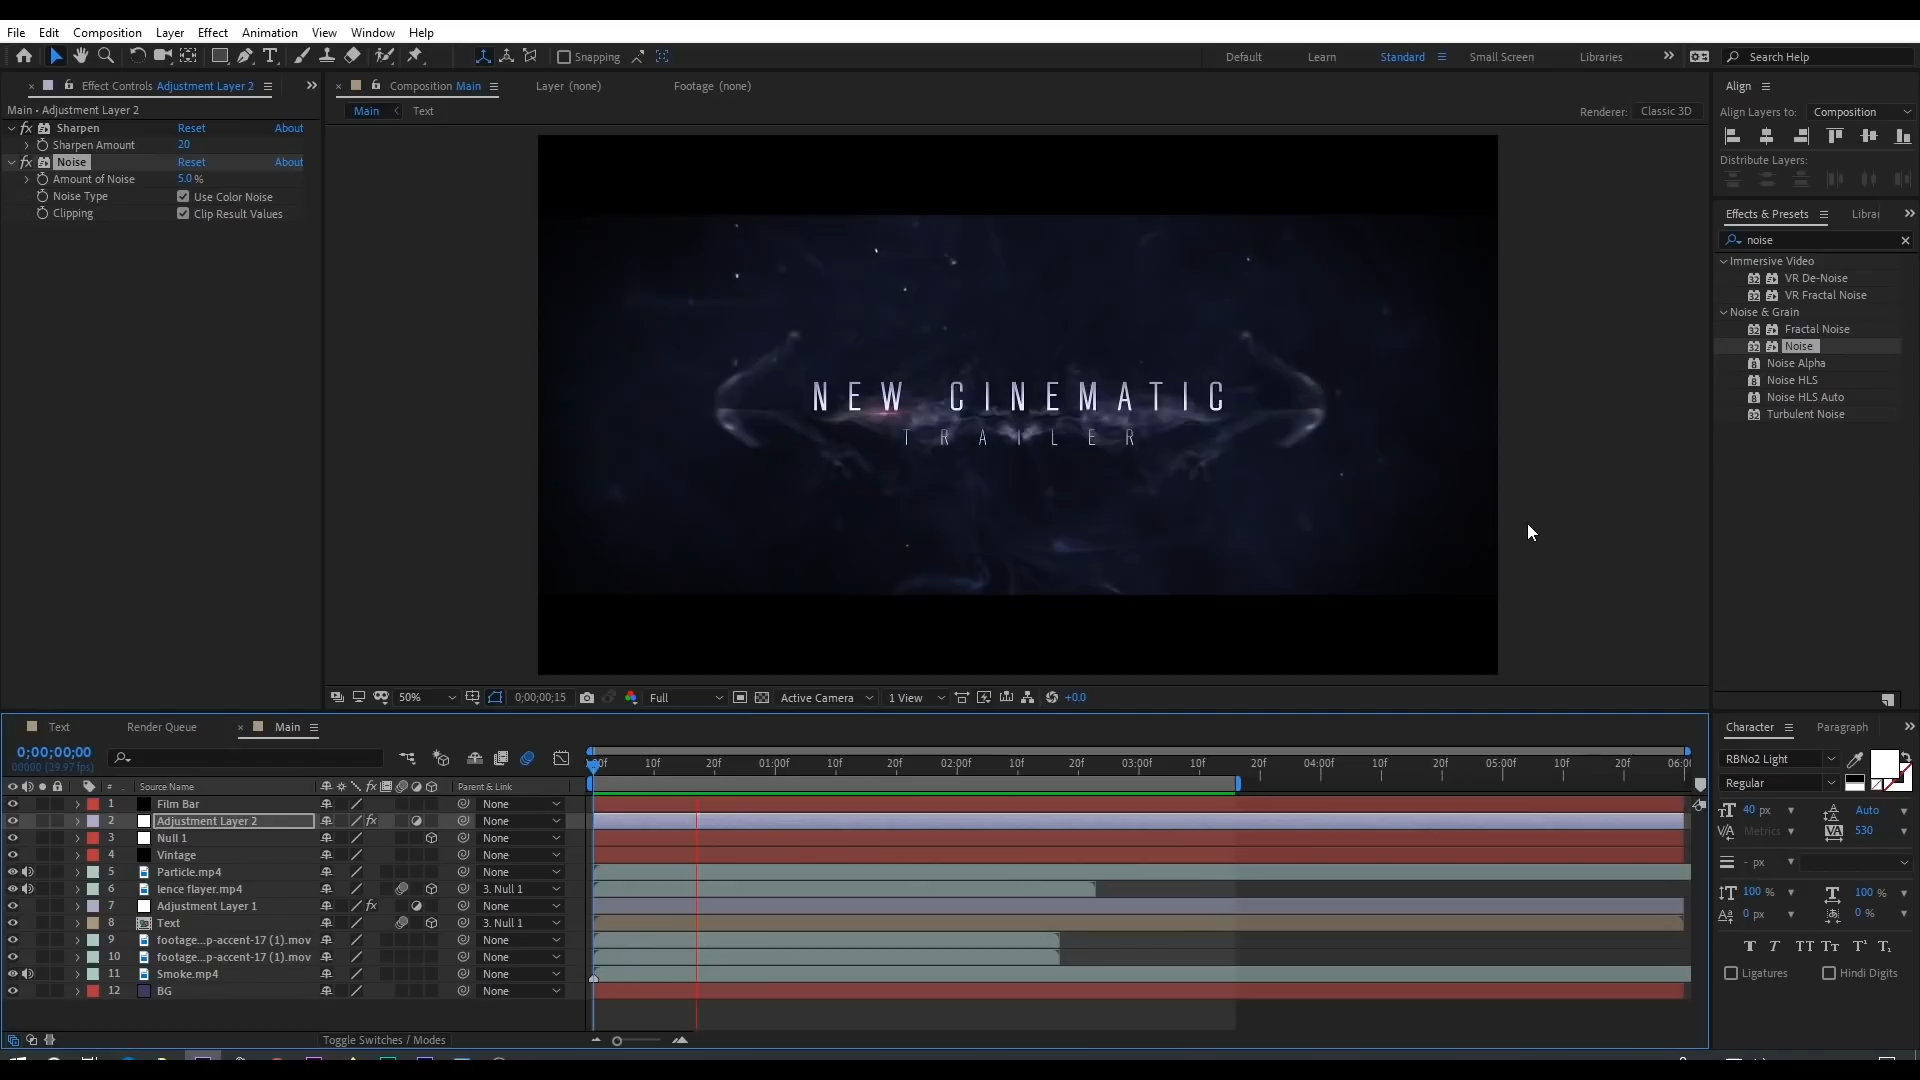 File Edit Composition Layer Effect Animation View Window Help
Snapping Default Learn Standard Small Screen Libraries Search Help
Effect Controls Adjustment Layer 2
Composition Main Layer (none) Footage (none)
Align
Main • Adjustment Layer 2
Main Text Renderer: Classic 3D
Align Layers to: Composition
fx Sharpen Reset About
Sharpen Amount 20
Distribute Layers:
fx Noise Reset About
Amount of Noise 5.0 %
Noise Type Use Color Noise
Clipping Clip Result Values
Effects & Presets Librar
noise
Immersive Video
VR De-Noise
VR Fractal Noise
Noise & Grain
Fractal Noise
Noise
Noise Alpha
Noise HLS
Noise HLS Auto
Turbulent Noise
NEW CINEMATIC
TRAILER
50% 0;00;00;15 Full Active Camera 1 View +0.0
Text Render Queue Main
0;00;00;00
00000 (29.97 fps)
:00f 10f 20f 01:00f 10f 20f 02:00f 10f 20f 03:00f 10f 20f 04:00f 10f 20f 05:00f 10f 20f 06:0
# Source Name fx Parent & Link
1 Film Bar None
2 Adjustment Layer 2 fx None
3 Null 1 None
4 Vintage None
5 Particle.mp4 None
6 lence flayer.mp4 3. Null 1
7 Adjustment Layer 1 fx None
8 Text 3. Null 1
9 footage...p-accent-17 (1).mov None
10 footage...p-accent-17 (1).mov None
11 Smoke.mp4 None
12 BG None
Toggle Switches / Modes
Character Paragraph
RBNo2 Light
Regular
40 px Auto
Metrics 530
- px
100 % 100 %
0 px 0 %
Ligatures Hindi Digits